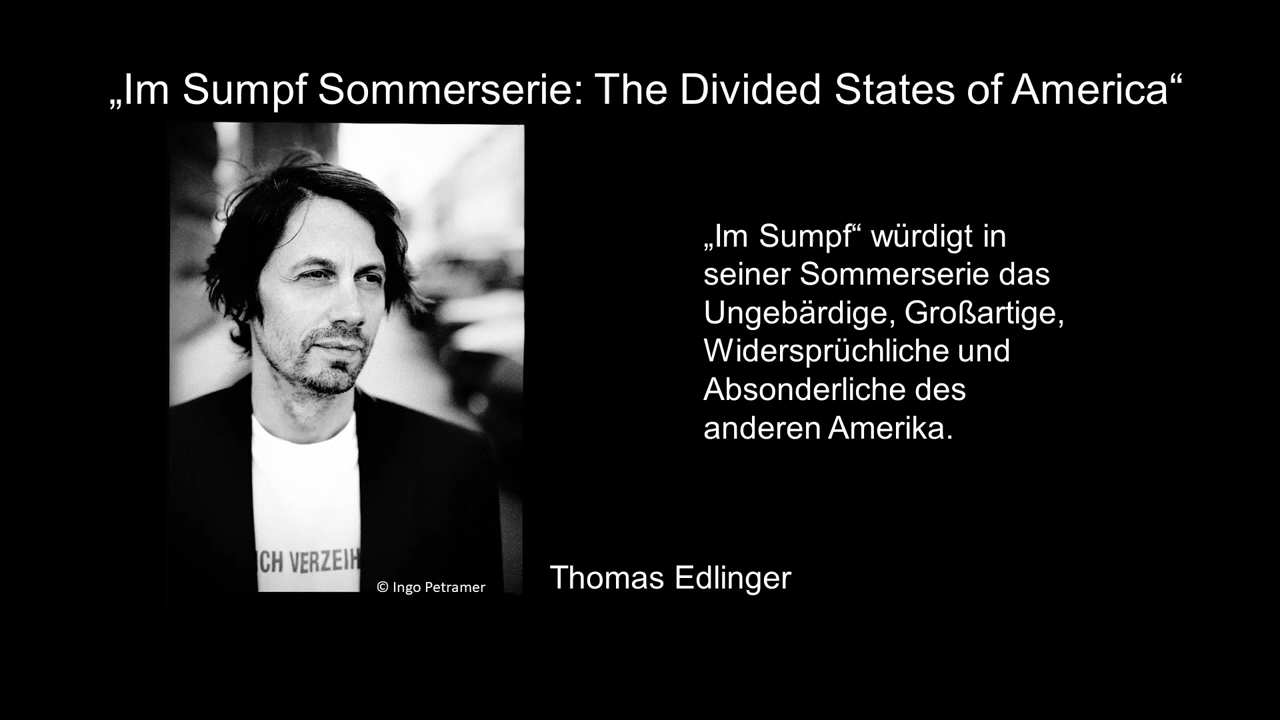 „Im Sumpf Sommerserie: The Divided States of America“
„Im Sumpf“ würdigt in
seiner Sommerserie das
Ungebärdige, Großartige,
Widersprüchliche und
Absonderliche des
anderen Amerika.
ICH VERZEIH
© Ingo Petramer
Thomas Edlinger